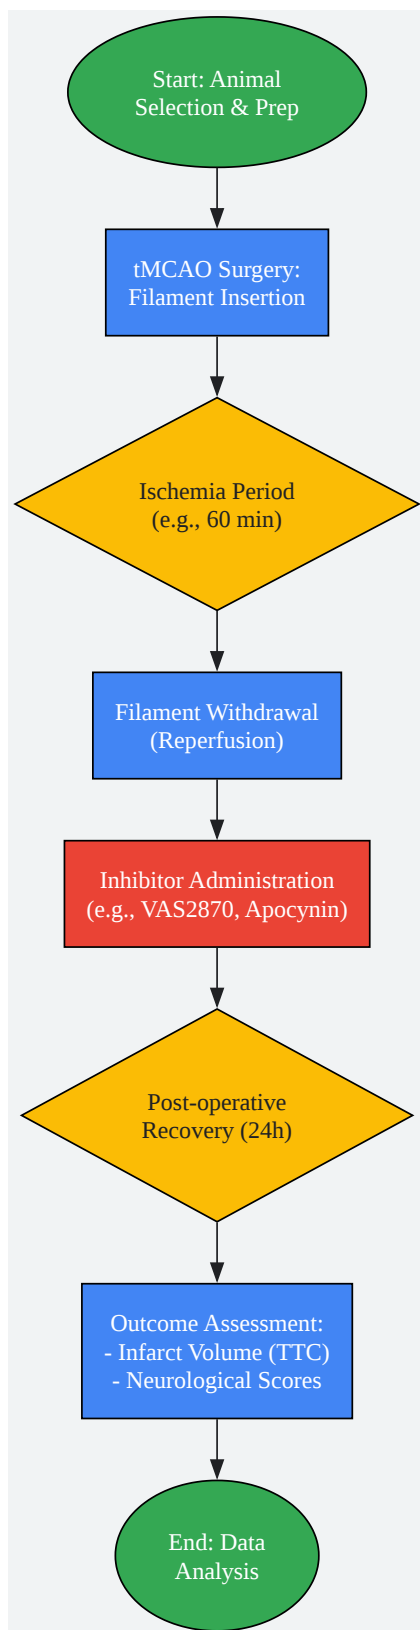 Start: Animal
Selection & Prep
tMCAO Surgery:
Filament Insertion
Ischemia Period
(e.g., 60 min)
Filament Withdrawal
(Reperfusion)
Inhibitor Administration
(e.g., VAS2870, Apocynin)
Post-operative
Recovery (24h)
Outcome Assessment:
- Infarct Volume (TTC)
- Neurological Scores
End: Data
Analysis